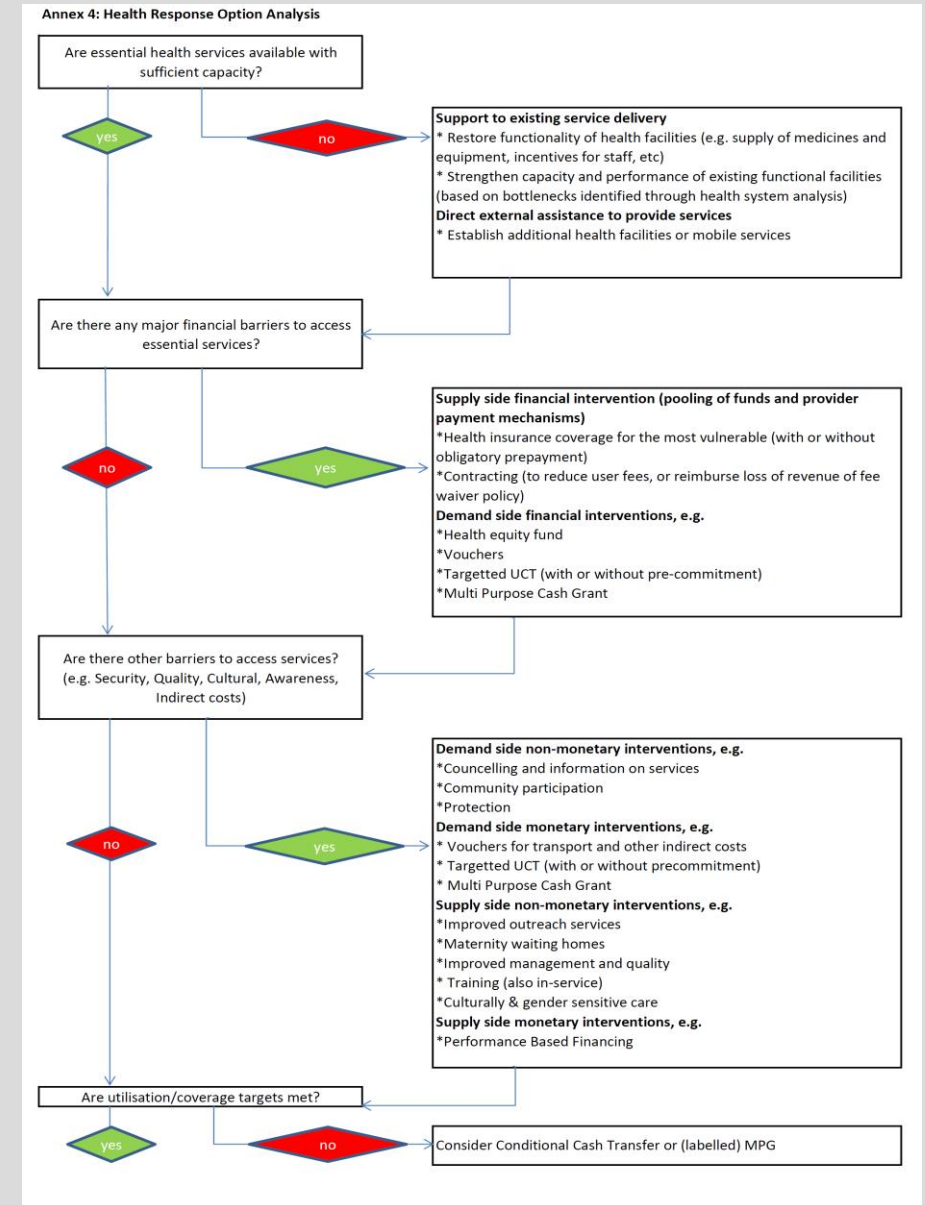 Annex 4: Health Response Option Analysis
Are essential health services available with
sufficient capacity?
yes
no
Support to existing service delivery
* Restore functionality of health facilities (e.g. supply of medicines and
equipment, incentives for staff, etc)
* Strengthen capacity and performance of existing functional facilities
(based on bottlenecks identified through health system analysis)
Direct external assistance to provide services
* Establish additional health facilities or mobile services
Are there any major financial barriers to access
essential services?
no
yes
Supply side financial intervention (pooling of funds and provider
payment mechanisms)
*Health insurance coverage for the most vulnerable (with or without
obligatory prepayment)
*Contracting (to reduce user fees, or reimburse loss of revenue of fee
waiver policy)
Demand side financial interventions, e.g.
*Health equity fund
*Vouchers
*Targetted UCT (with or without pre-commitment)
*Multi Purpose Cash Grant
Are there other barriers to access services?
(e.g. Security, Quality, Cultural, Awareness,
Indirect costs)
no
yes
Demand side non-monetary interventions, e.g.
*Councelling and information on services
*Community participation
*Protection
Demand side monetary interventions, e.g.
* Vouchers for transport and other indirect costs
* Targetted UCT (with or without precommitment)
* Multi Purpose Cash Grant
Supply side non-monetary interventions, e.g.
*Improved outreach services
*Maternity waiting homes
*Improved management and quality
* Training (also in-service)
*Culturally & gender sensitive care
Supply side monetary interventions, e.g.
*Performance Based Financing
Are utilisation/coverage targets met?
yes
no
Consider Conditional Cash Transfer or (labelled) MPG